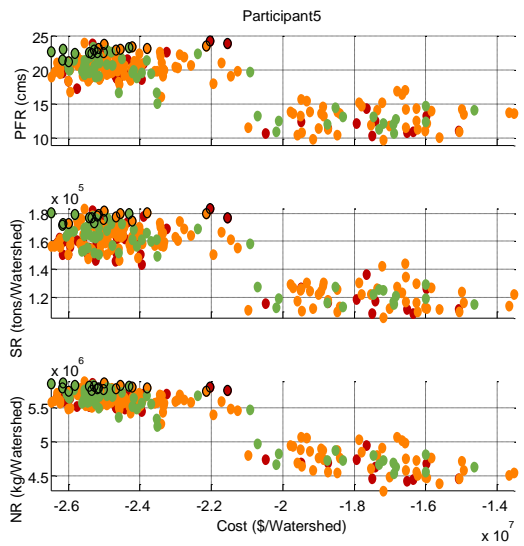 Participant5
25
20
15
10
PFR (cms)
x 10^5
1.8
1.6
1.4
1.2
SR (tons/Watershed)
x 10^6
5.5
5
4.5
NR (kg/Watershed)
-2.6 -2.4 -2.2 -2 -1.8 -1.6 -1.4
Cost ($/Watershed)
x 10^7